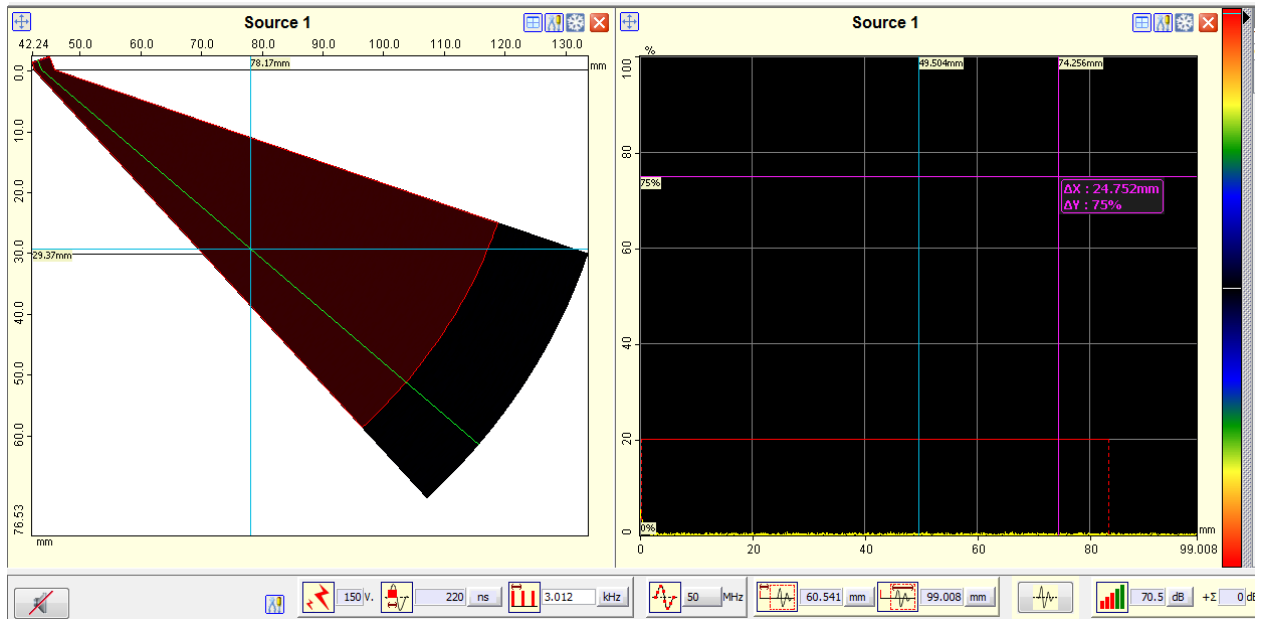 Source 1
42.24 50.0 60.0 70.0 80.0 90.0 100.0 110.0 120.0 130.0
mm
78.17mm
0.0
10.0
20.0
30.0
29.37mm
40.0
50.0
60.0
76.53
mm
Source 1
%
100
49.504mm
74.256mm
80
75%
ΔX : 24.752mm
ΔY : 75%
60
40
20
0
0%
mm
0 20 40 60 80 99.008
150 V. 220 ns 3.012 kHz 50 MHz 60.541 mm 99.008 mm 70.5 dB +Σ 0 dB